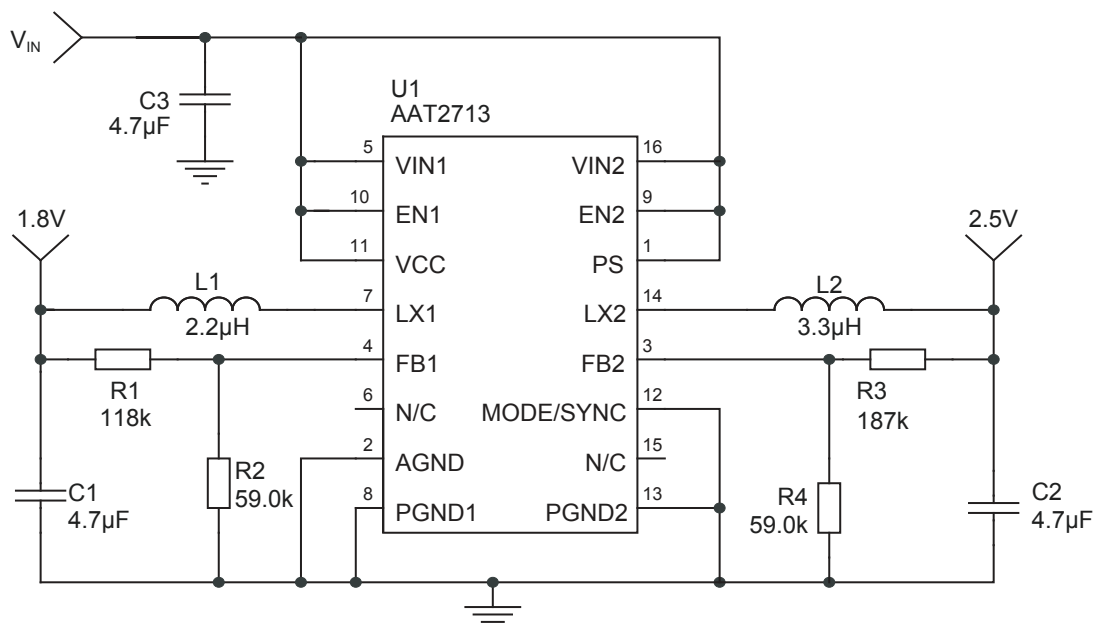 V_IN
U1
AAT2713
C3
4.7µF
5 VIN1 VIN2 16
10 EN1 EN2 9
11 VCC PS 1
1.8V
2.5V
L1
2.2µH
7 LX1 LX2 14
L2
3.3µH
4 FB1 FB2 3
R1
118k
R3
187k
6 N/C MODE/SYNC 12
2 AGND N/C 15
R2
59.0k
8 PGND1 PGND2 13
C1
4.7µF
R4
59.0k
C2
4.7µF